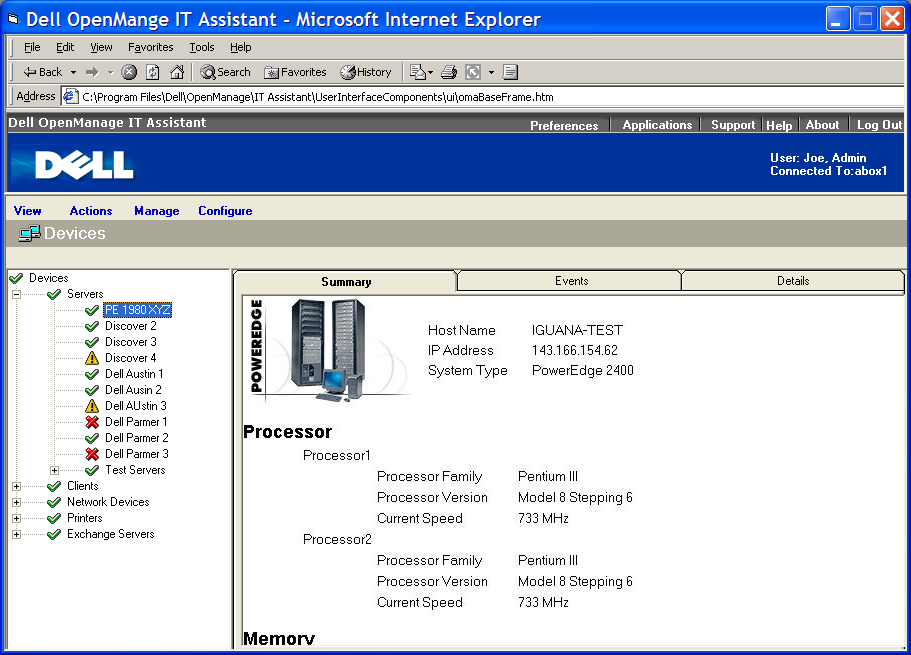 Dell OpenMange IT Assistant - Microsoft Internet Explorer
File Edit View Favorites Tools Help
Back Search Favorites History
Address C:\Program Files\Dell\OpenManage\IT Assistant\UserInterfaceComponents\ui\omaBaseFrame.htm
Dell OpenManage IT Assistant Preferences Applications Support Help About Log Out
DELL
User: Joe, Admin
Connected To:abox1
View Actions Manage Configure
Devices
Devices
Servers
PE 1980 XYZ
Discover 2
Discover 3
Discover 4
Dell Austin 1
Dell Ausin 2
Dell AUstin 3
Dell Parmer 1
Dell Parmer 2
Dell Parmer 3
Test Servers
Clients
Network Devices
Printers
Exchange Servers
Summary Events Details
POWEREDGE
Host Name IGUANA-TEST
IP Address 143.166.154.62
System Type PowerEdge 2400
Processor
Processor1
Processor Family Pentium III
Processor Version Model 8 Stepping 6
Current Speed 733 MHz
Processor2
Processor Family Pentium III
Processor Version Model 8 Stepping 6
Current Speed 733 MHz
Memory